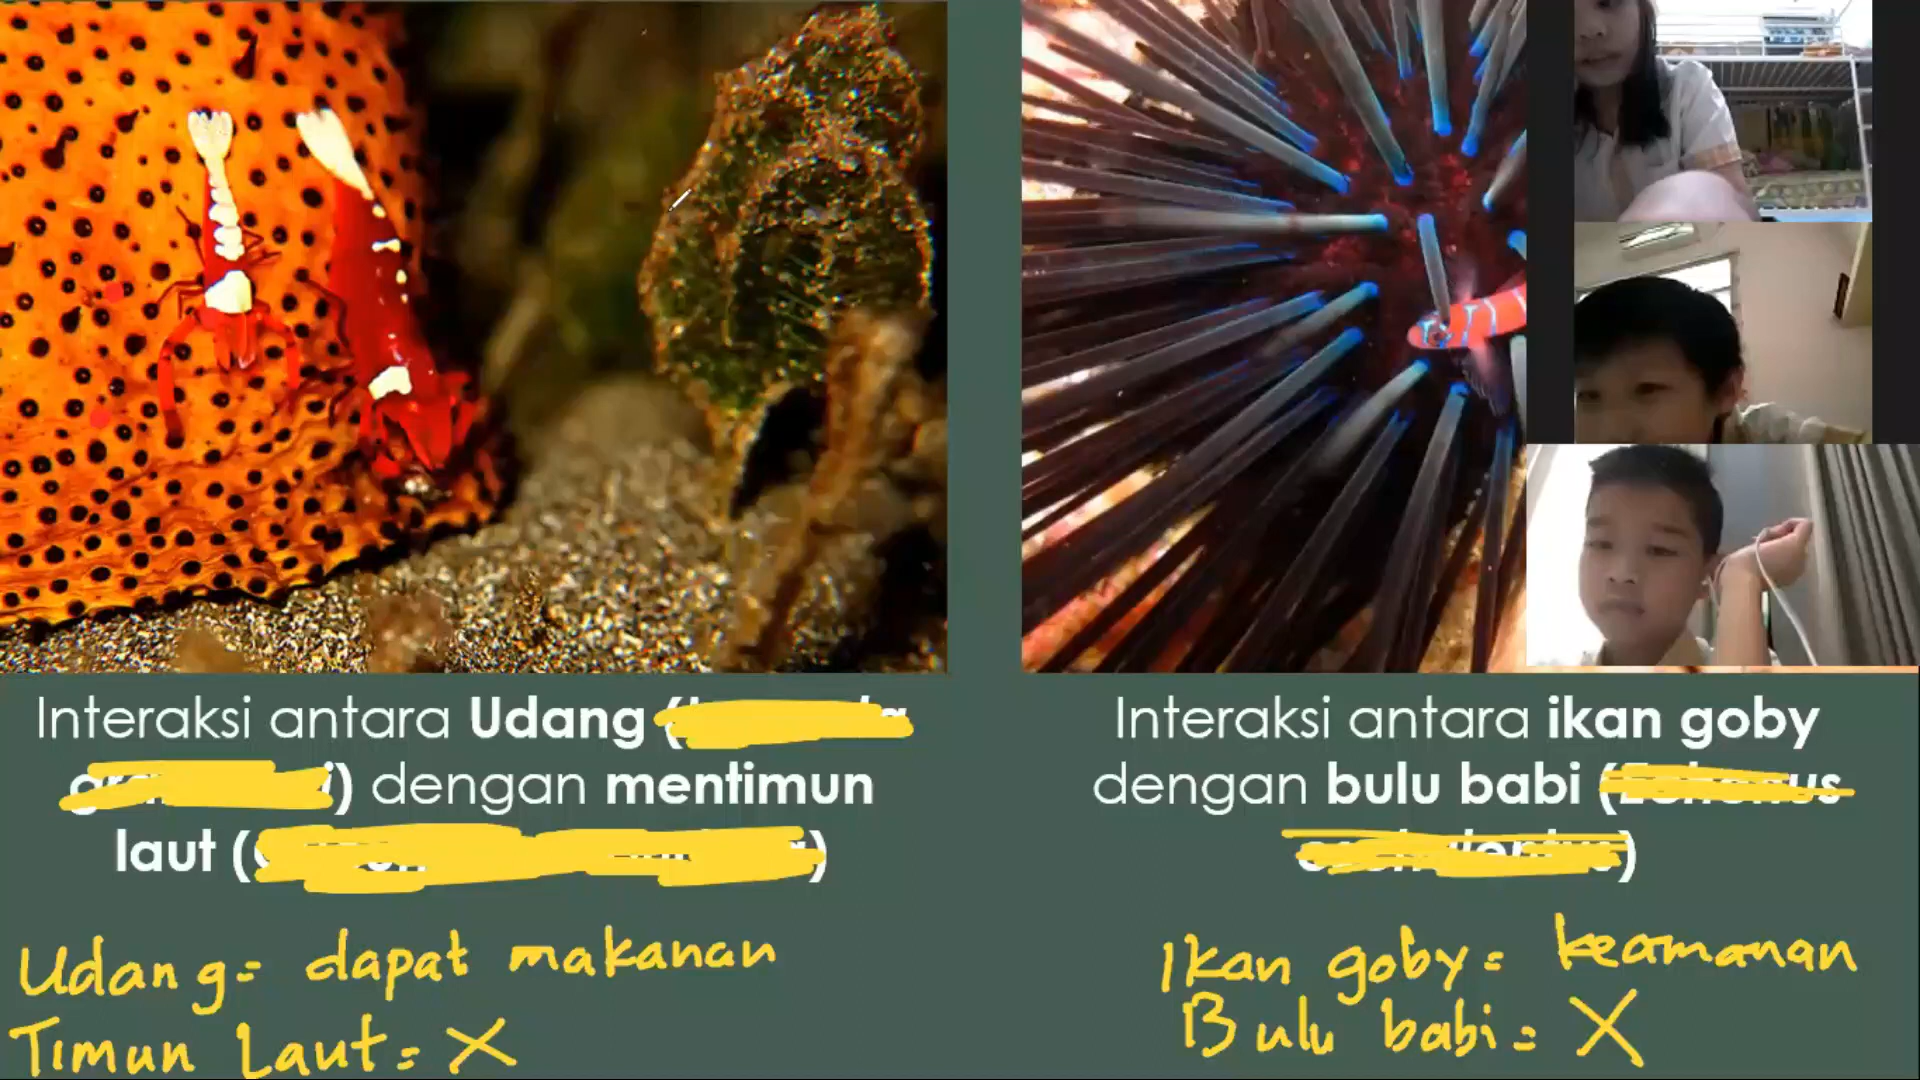 Interaksi antara Udang (
) dengan mentimun
laut ( )
Udang = dapat makanan
Timun Laut = X
Interaksi antara ikan goby
dengan bulu babi (
)
Ikan goby = keamanan
Bulu babi = X